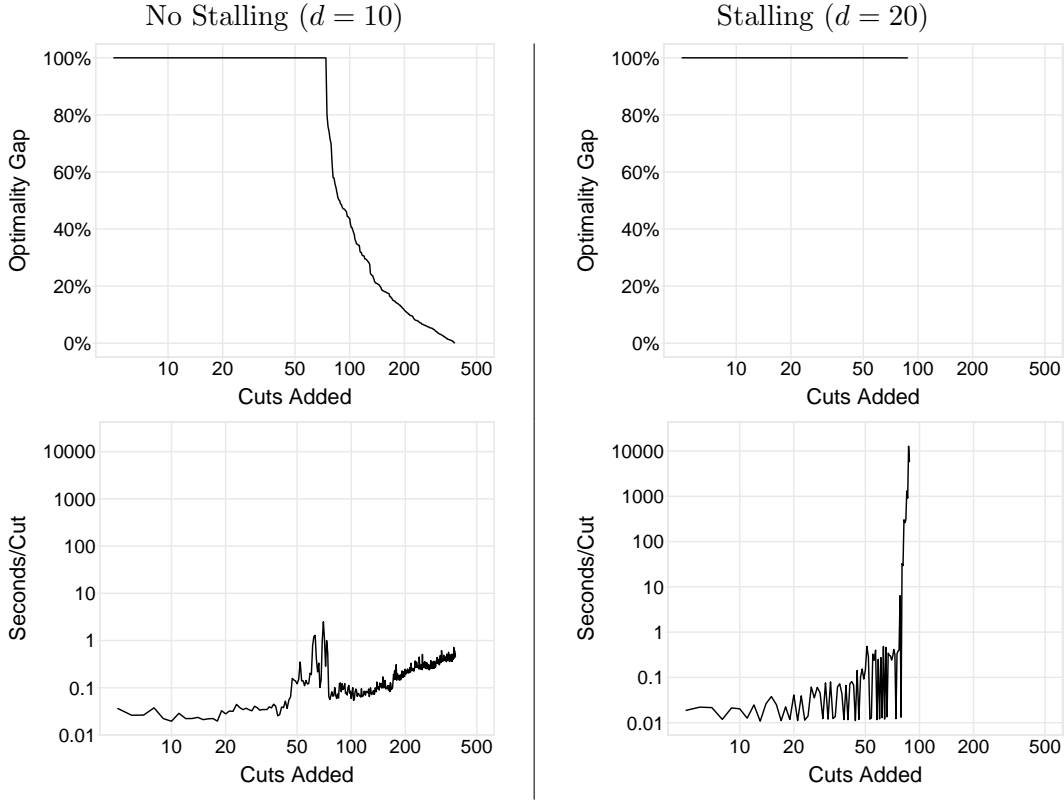 No Stalling (d = 10)
Stalling (d = 20)
100%
80%
60%
40%
20%
0%
Optimality Gap
10 20 50 100 200 500
Cuts Added
100%
80%
60%
40%
20%
0%
Optimality Gap
10 20 50 100 200 500
Cuts Added
10000
1000
100
10
1
0.1
0.01
Seconds/Cut
10 20 50 100 200 500
Cuts Added
10000
1000
100
10
1
0.1
0.01
Seconds/Cut
10 20 50 100 200 500
Cuts Added